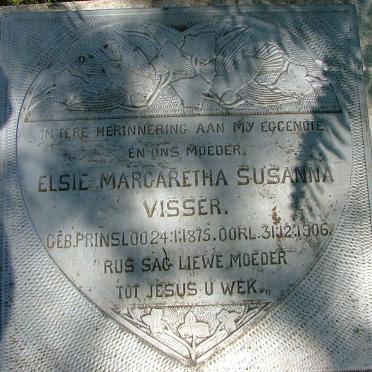 IN TERE HERINNERING AAN MY EGGENOTE
EN ONS MOEDER.
ELSIE MARGARETHA SUSANNA
VISSER.
GEB. PRINSLOO 24:1:1875. OORL. 31:12:1906.
"RUS SAG LIEWE MOEDER
TOT JESUS U WEK."